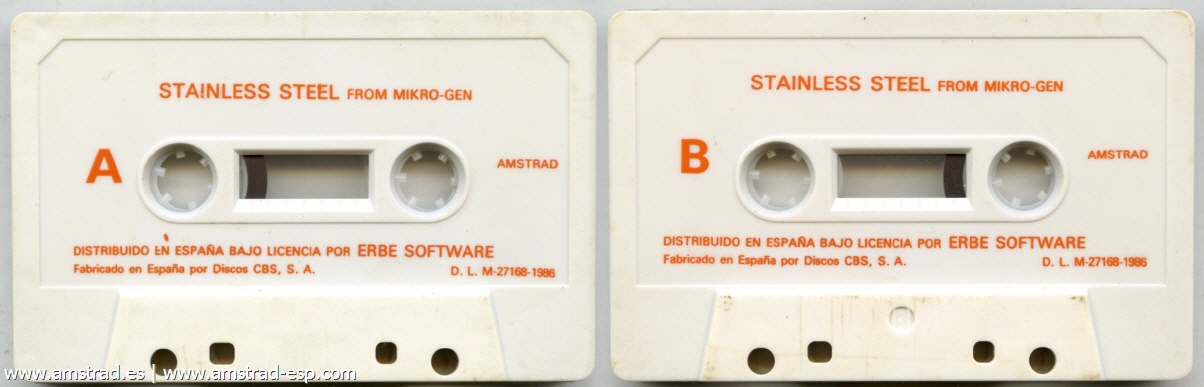 STAINLESS STEEL FROM MIKRO-GEN
A
AMSTRAD
DISTRIBUIDO EN ESPAÑA BAJO LICENCIA POR ERBE SOFTWARE
Fabricado en España por Discos CBS, S. A.
D. L. M-27168-1986
STAINLESS STEEL FROM MIKRO-GEN
B
AMSTRAD
DISTRIBUIDO EN ESPAÑA BAJO LICENCIA POR ERBE SOFTWARE
Fabricado en España por Discos CBS, S. A.
D. L. M-27168-1986
www.amstrad.es | www.amstrad-esp.com